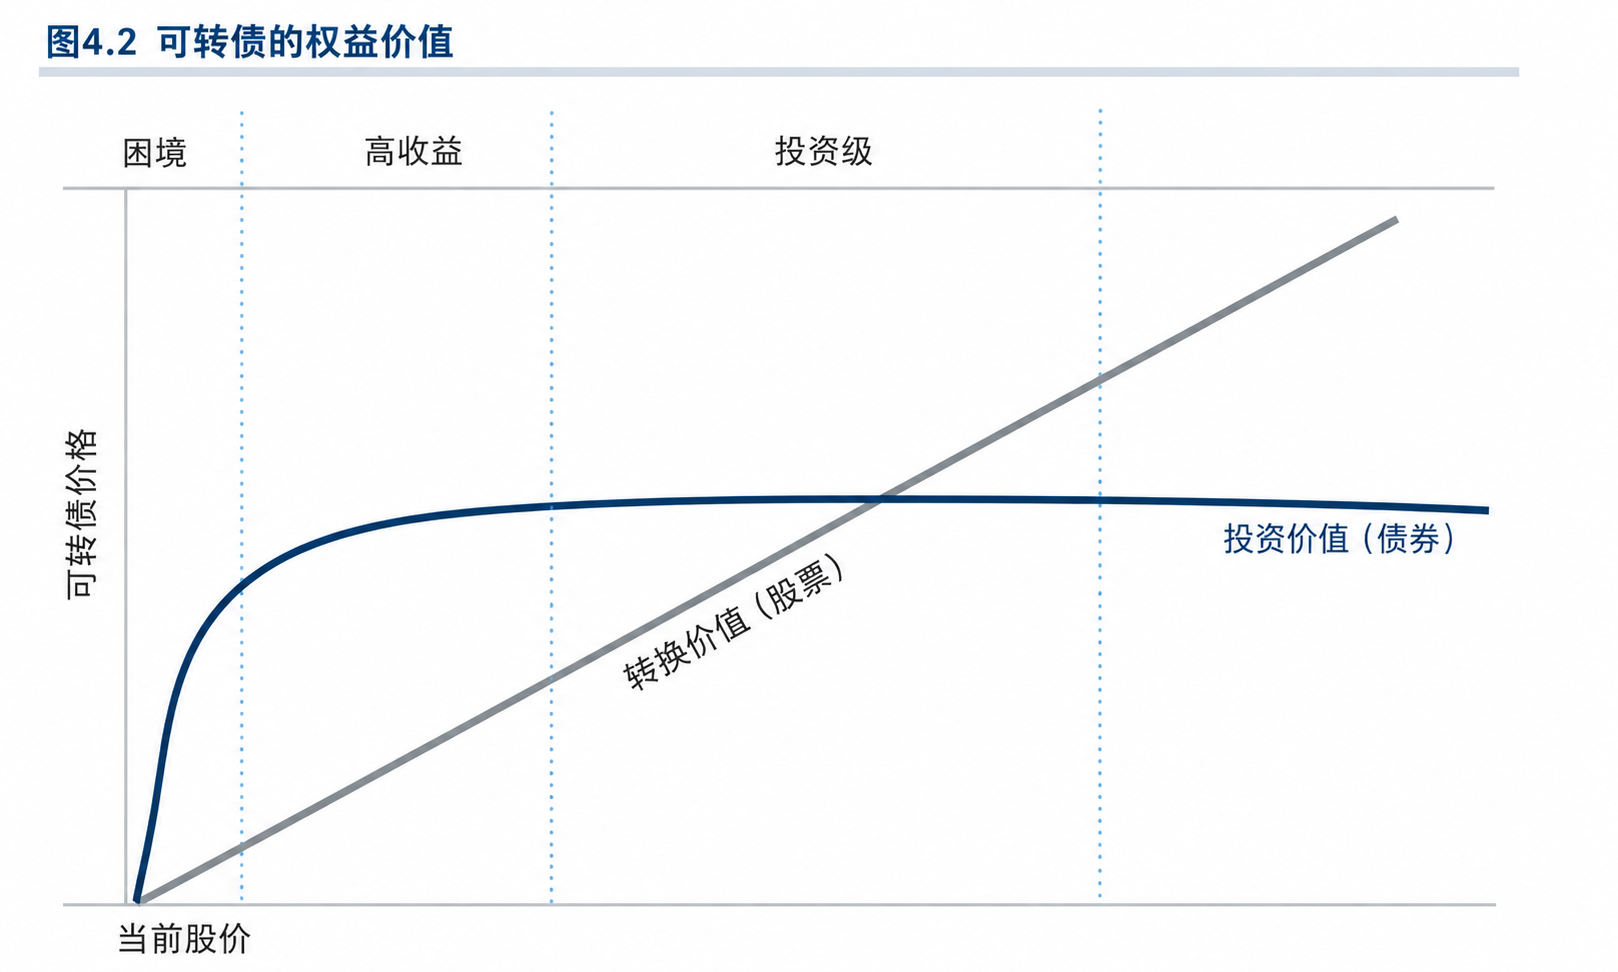 图4.2 可转债的权益价值
困境 高收益 投资级
可转债价格
投资价值（债券）
转换价值（股票）
当前股价